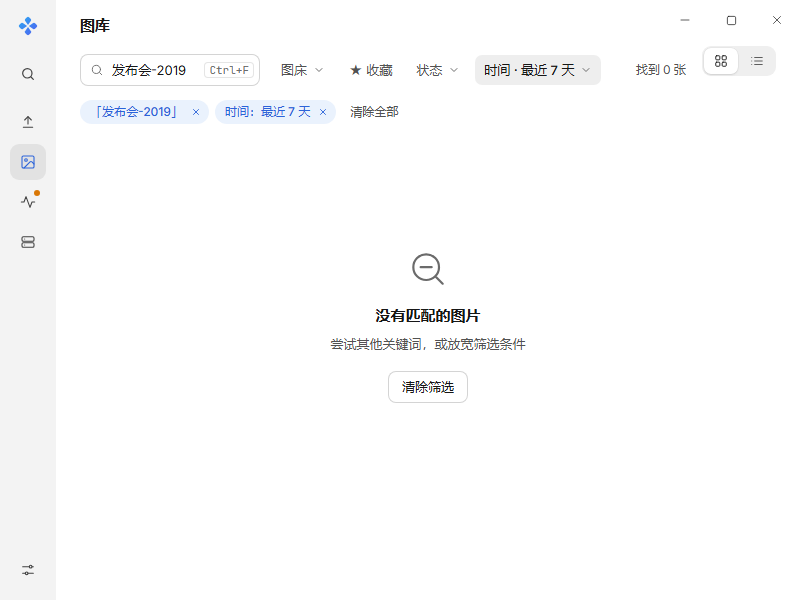 图库
发布会-2019 Ctrl+F 图床 ★ 收藏 状态 时间 · 最近 7 天 找到 0 张
「发布会-2019」 × 时间：最近 7 天 × 清除全部
没有匹配的图片
尝试其他关键词，或放宽筛选条件
清除筛选